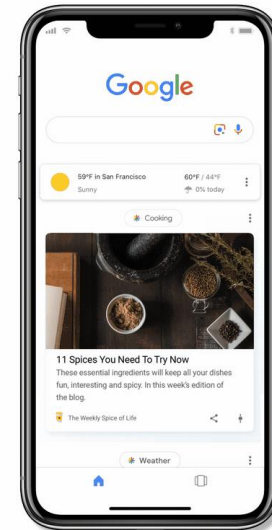 Google
59°F in San Francisco
60°F / 44°F
Sunny
0% today
Cooking
11 Spices You Need To Try Now
These essential ingredients will keep all your dishes
fun, interesting and spicy. In this week's edition of
the blog.
The Weekly Spice of Life
Weather